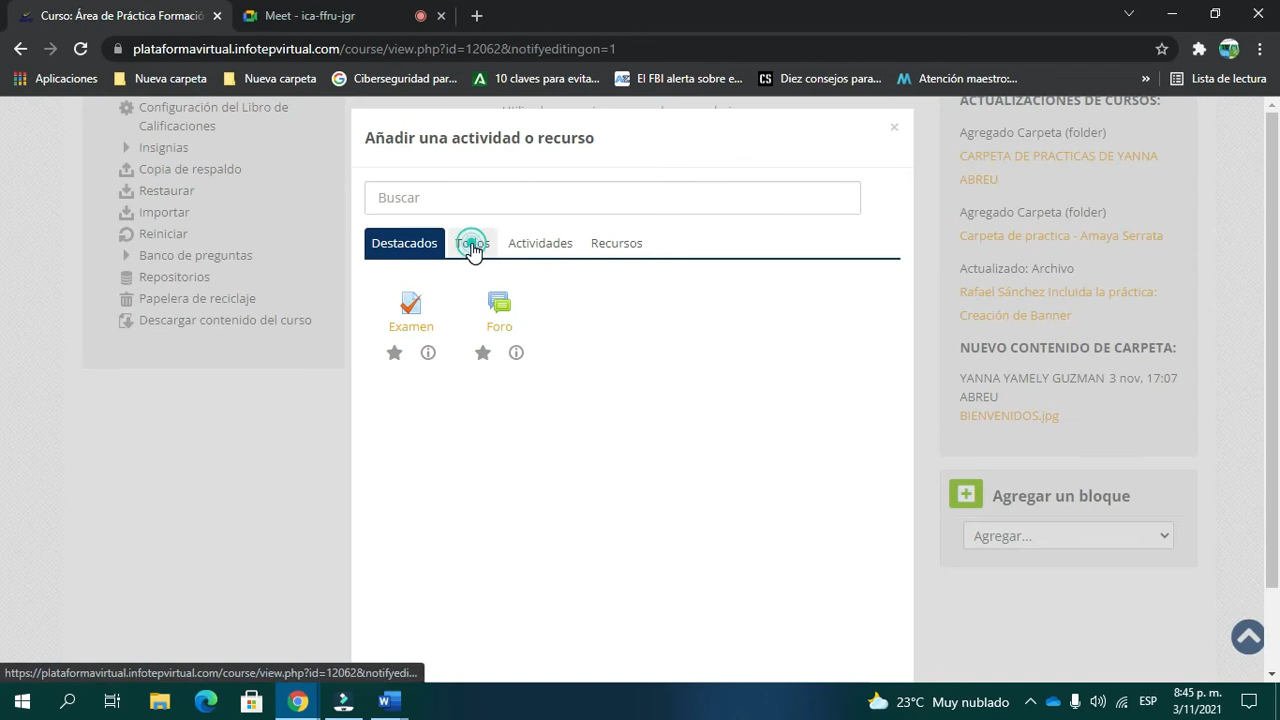 Curso: Área de Práctica Formació
Meet - ica-ffru-jgr
plataformavirtual.infotepvirtual.com/course/view.php?id=12062&notifyeditingon=1
Aplicaciones
Nueva carpeta
Nueva carpeta
Ciberseguridad par...
10 claves para evita...
El FBI alerta sobre e...
Diez consejos para...
Atención maestro:...
»
Lista de lectura
Configuración del Libro de
Calificaciones
Insignias
Copia de respaldo
Restaurar
Importar
Reiniciar
Banco de preguntas
Repositorios
Papelera de reciclaje
Descargar contenido del curso
Añadir una actividad o recurso
×
Buscar
Destacados
Todos
Actividades
Recursos
Examen
Foro
ACTUALIZACIONES DE CURSOS:
Agregado Carpeta (folder)
CARPETA DE PRACTICAS DE YANNA
ABREU
Agregado Carpeta (folder)
Carpeta de practica - Amaya Serrata
Actualizado: Archivo
Rafael Sánchez Incluida la práctica:
Creación de Banner
NUEVO CONTENIDO DE CARPETA:
YANNA YAMELY GUZMAN 3 nov, 17:07
ABREU
BIENVENIDOS.jpg
Agregar un bloque
Agregar...
https://plataformavirtual.infotepvirtual.com/course/view.php?id=12062&notifyedi...
23°C Muy nublado
ESP
8:45 p. m.
3/11/2021